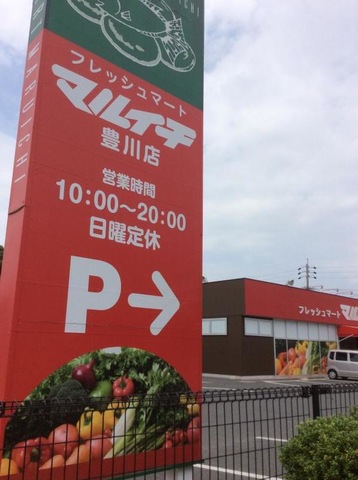 フレッシュマート
マルイチ
豊川店
営業時間
10:00～20:00
日曜定休
P→
フレッシュマート